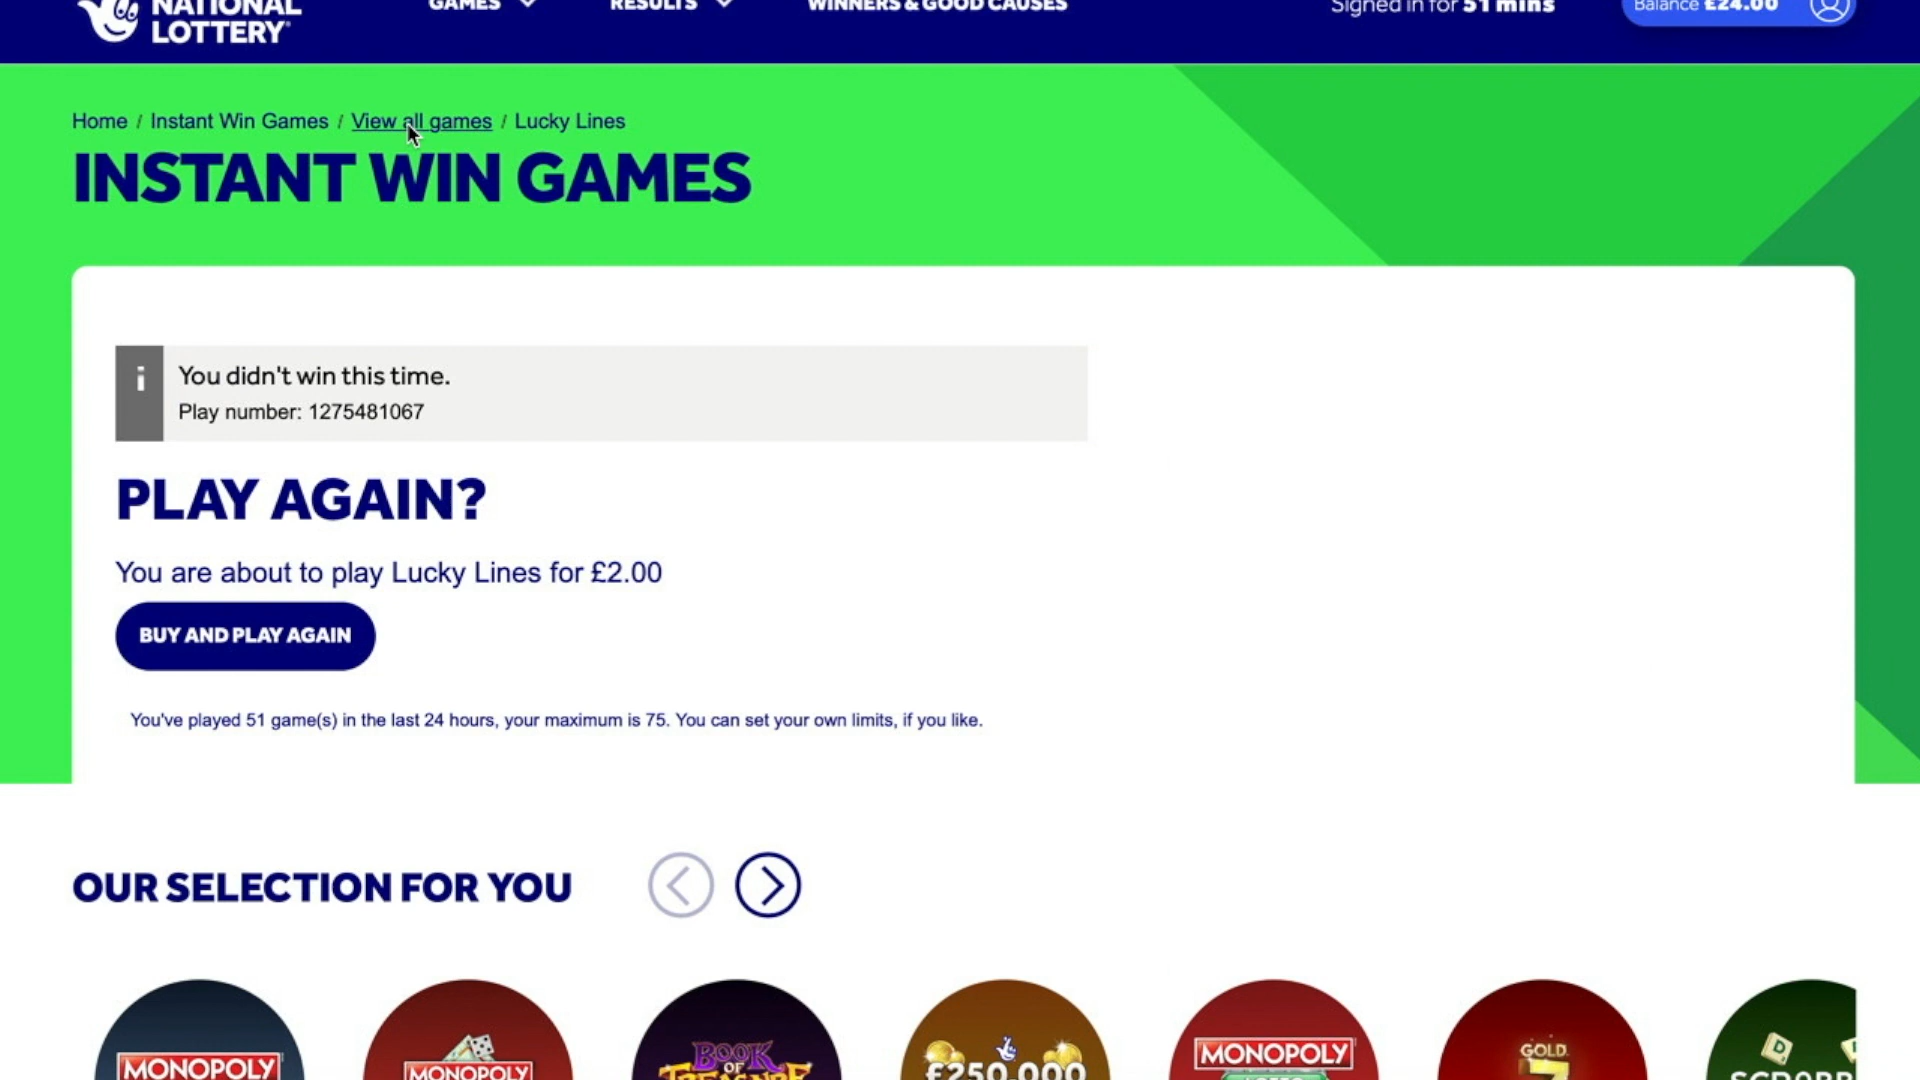 NATIONAL
LOTTERY
GAMES
RESULTS
WINNERS & GOOD CAUSES
Signed in for 51 mins
Balance £24.00
Home / Instant Win Games / View all games / Lucky Lines
INSTANT WIN GAMES
i
You didn't win this time.
Play number: 1275481067
PLAY AGAIN?
You are about to play Lucky Lines for £2.00
BUY AND PLAY AGAIN
You've played 51 game(s) in the last 24 hours, your maximum is 75. You can set your own limits, if you like.
OUR SELECTION FOR YOU
MONOPOLY
MONOPOLY
BOOK
OF
TREASURE
£250,000
MONOPOLY
GOLD
7
D